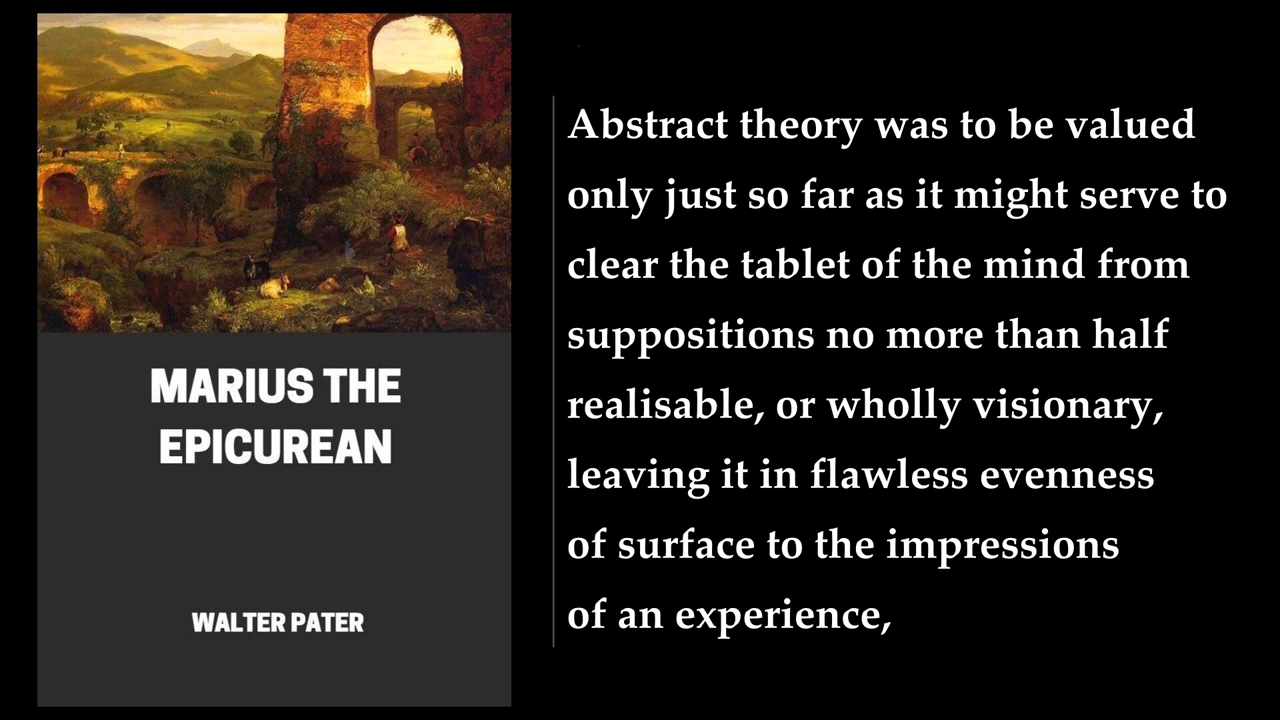 MARIUS THE
EPICUREAN
WALTER PATER
Abstract theory was to be valued
only just so far as it might serve to
clear the tablet of the mind from
suppositions no more than half
realisable, or wholly visionary,
leaving it in flawless evenness
of surface to the impressions
of an experience,